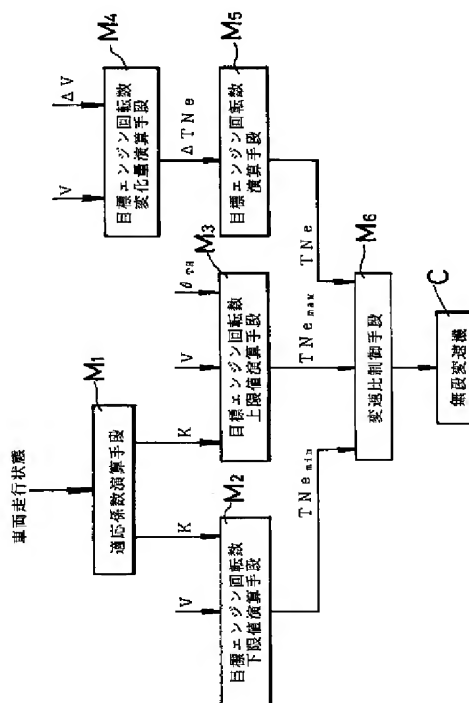 車両走行状態
M1
適応係数演算手段
K
K
V
M2
目標エンジン回転数
下限値演算手段
V
θTH
M3
目標エンジン回転数
上限値演算手段
V
ΔV
M4
目標エンジン回転数
変化量演算手段
ΔTNe
M5
目標エンジン回転数
演算手段
TNemin
TNemax
TNe
M6
変速比制御手段
C
無段変速機